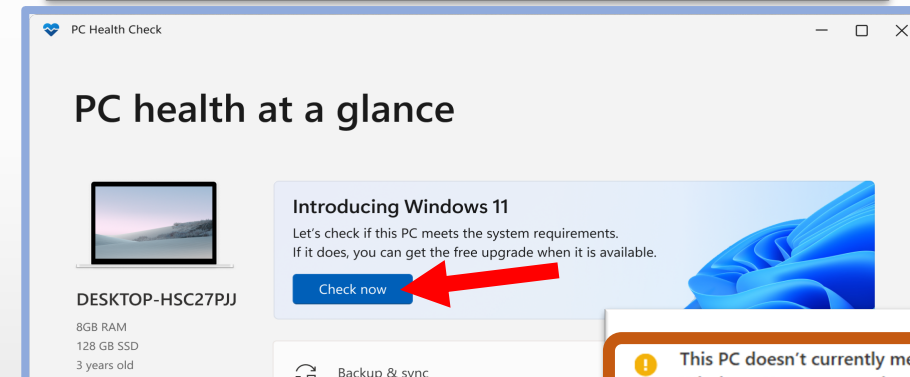 PC Health Check
PC health at a glance
Introducing Windows 11
Let's check if this PC meets the system requirements.
If it does, you can get the free upgrade when it is available.
Check now
DESKTOP-HSC27PJJ
8GB RAM
128 GB SSD
3 years old
Backup & sync
This PC doesn't currently